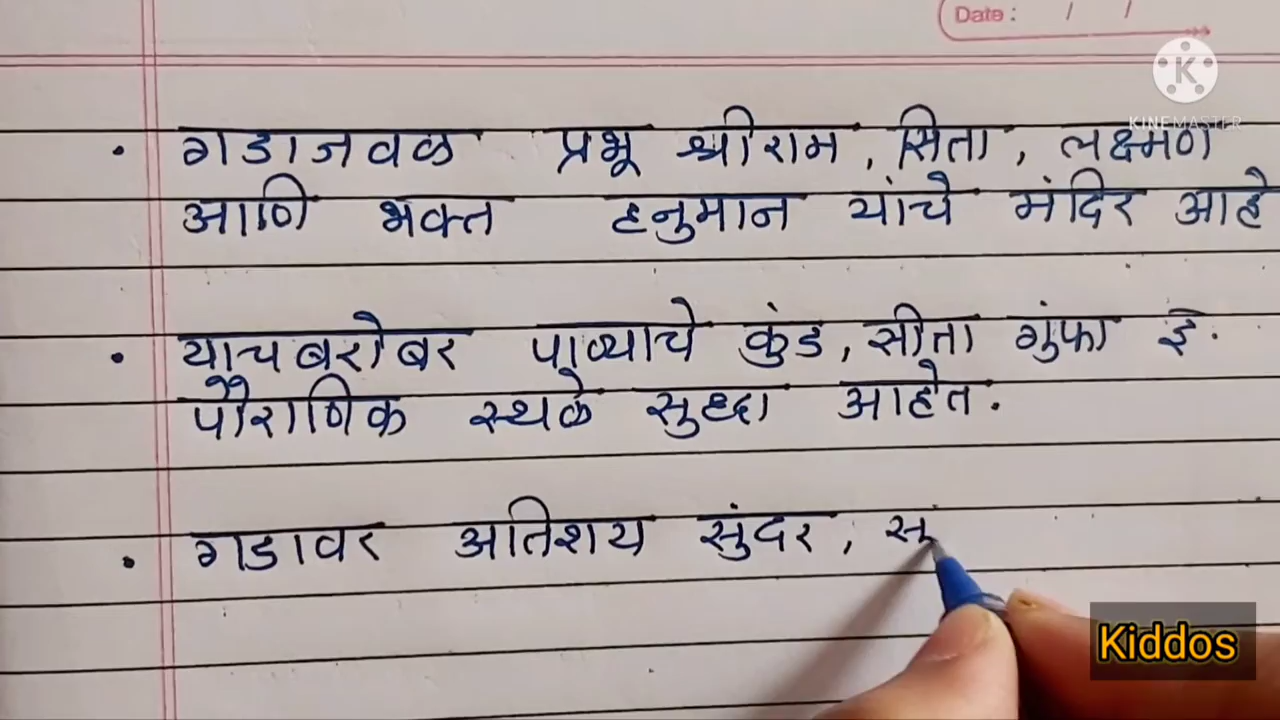 Date : / /
KINEMASTER
• गडाजवळ प्रभू श्रीराम, सिता, लक्ष्मण
आणि भक्त हनुमान यांचे मंदिर आहे
• याचबरोबर पाण्याचे कुंड, सीता गुंफा इ.
पौराणिक स्थळे सुध्दा आहेत.
• गडावर अतिशय सुंदर, स
Kiddos